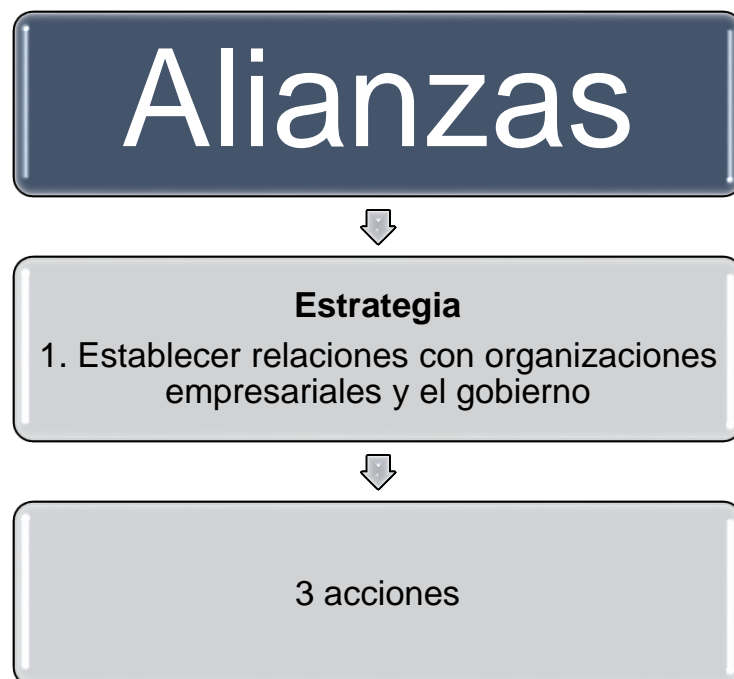 Alianzas
Estrategia
1. Establecer relaciones con organizaciones
empresariales y el gobierno
3 acciones